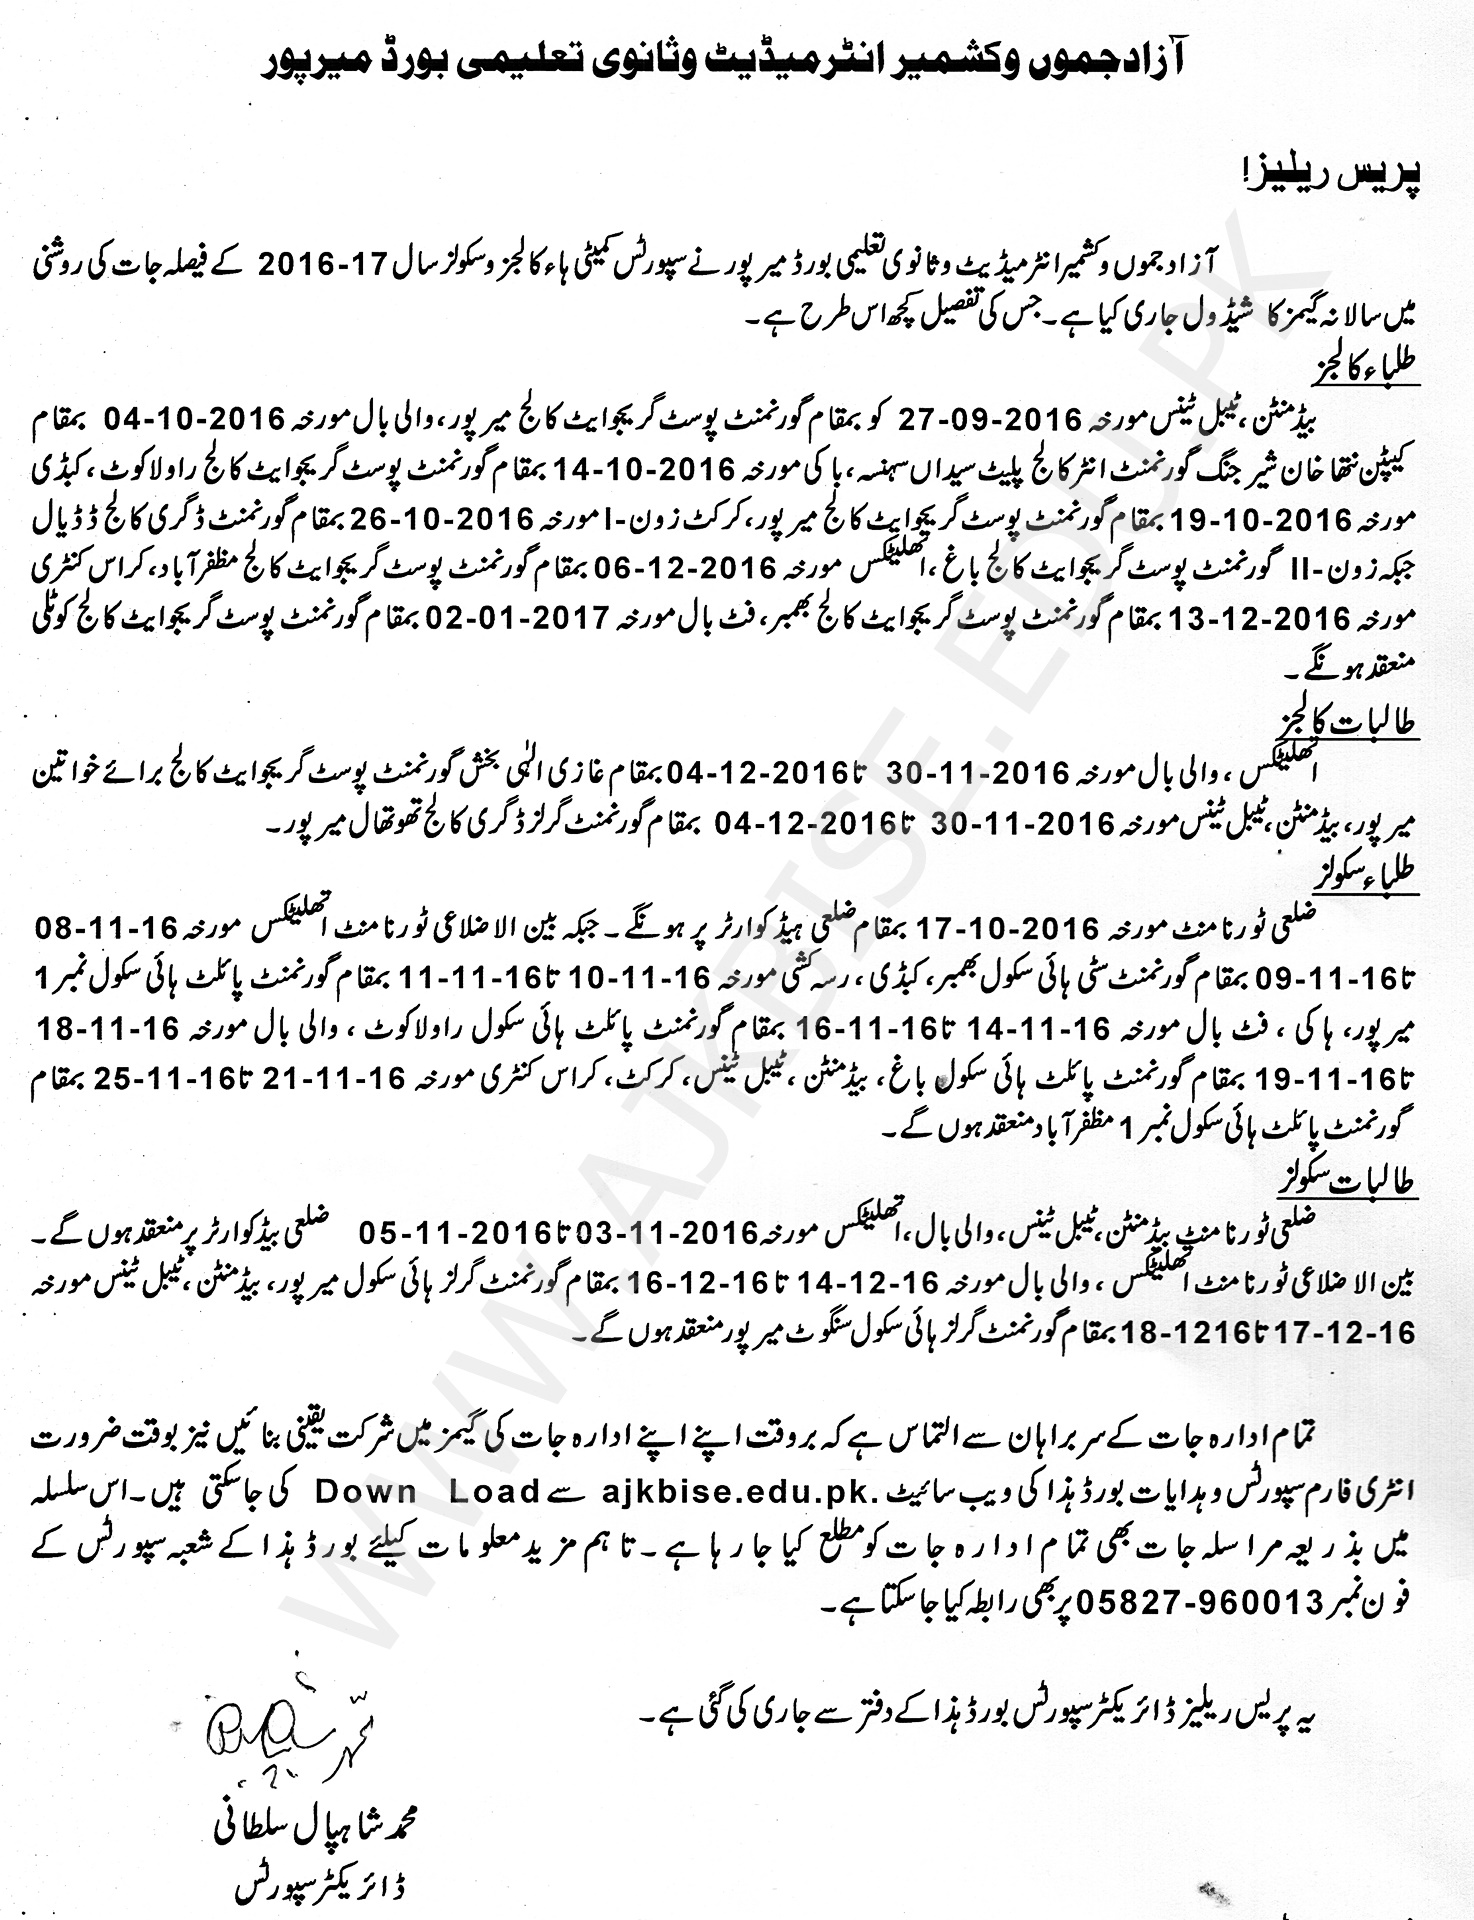 آزاد جموں وکشمیر انٹرمیڈیٹ وثانوی تعلیمی بورڈ میرپور
پریس ریلیز!
آزاد جموں وکشمیر انٹرمیڈیٹ وثانوی تعلیمی بورڈ میرپور نے سپورٹس کمیٹی ہاء کالجز وسکولز سال 17-2016 کے فیصلہ جات کی روشنی
میں سالانہ گیمز کا شیڈول جاری کیا ہے۔ جس کی تفصیل کچھ اس طرح ہے۔
طلباء کالجز
بیڈمنٹن، ٹیبل ٹینس مورخہ 27-09-2016 کو بمقام گورنمنٹ پوسٹ گریجوایٹ کالج میرپور، والی بال مورخہ 04-10-2016 بمقام
کیپٹن نتھا خان شیر جنگ گورنمنٹ انٹر کالج پلیٹ سیداں سہنسہ، ہاکی مورخہ 14-10-2016 بمقام گورنمنٹ پوسٹ گریجوایٹ کالج راولاکوٹ، کبڈی
مورخہ 19-10-2016 بمقام گورنمنٹ پوسٹ گریجوایٹ کالج میرپور، کرکٹ زون-I مورخہ 26-10-2016 بمقام گورنمنٹ ڈگری کالج ڈڈیال
جبکہ زون-II گورنمنٹ پوسٹ گریجوایٹ کالج باغ، اتھلیٹکس مورخہ 06-12-2016 بمقام گورنمنٹ پوسٹ گریجوایٹ کالج مظفرآباد، کراس کنٹری
مورخہ 13-12-2016 بمقام گورنمنٹ پوسٹ گریجوایٹ کالج بھمبر، فٹ بال مورخہ 02-01-2017 بمقام گورنمنٹ پوسٹ گریجوایٹ کالج کوٹلی
منعقد ہونگے۔
طالبات کالجز
اتھلیٹکس، والی بال مورخہ 30-11-2016 تا 04-12-2016 بمقام غازی الٰہی بخش گورنمنٹ پوسٹ گریجوایٹ کالج برائے خواتین
میرپور، بیڈمنٹن، ٹیبل ٹینس مورخہ 30-11-2016 تا 04-12-2016 بمقام گورنمنٹ گرلز ڈگری کالج تھوتھال میرپور۔
طلباء سکولز
ضلعی ٹورنامنٹ مورخہ 17-10-2016 بمقام ضلعی ہیڈکوارٹر پر ہونگے۔ جبکہ بین الاضلاعی ٹورنامنٹ اتھلیٹکس مورخہ 08-11-16
تا 09-11-16 بمقام گورنمنٹ سٹی ہائی سکول بھمبر، کبڈی، رسہ کشی مورخہ 10-11-16 تا 11-11-16 بمقام گورنمنٹ پائلٹ ہائی سکول نمبر 1
میرپور، ہاکی، فٹ بال مورخہ 14-11-16 تا 16-11-16 بمقام گورنمنٹ پائلٹ ہائی سکول راولاکوٹ، والی بال مورخہ 18-11-16
تا 19-11-16 بمقام گورنمنٹ پائلٹ ہائی سکول باغ، بیڈمنٹن، ٹیبل ٹینس، کرکٹ، کراس کنٹری مورخہ 21-11-16 تا 25-11-16 بمقام
گورنمنٹ پائلٹ ہائی سکول نمبر 1 مظفرآباد منعقد ہوں گے۔
طالبات سکولز
ضلعی ٹورنامنٹ بیڈمنٹن، ٹیبل ٹینس، والی بال، اتھلیٹکس مورخہ 03-11-2016 تا 05-11-2016 ضلعی ہیڈکوارٹر پر منعقد ہوں گے۔
بین الاضلاعی ٹورنامنٹ اتھلیٹکس، والی بال مورخہ 14-12-16 تا 16-12-16 بمقام گورنمنٹ گرلز ہائی سکول میرپور، بیڈمنٹن، ٹیبل ٹینس مورخہ
17-12-16 تا 18-1216 بمقام گورنمنٹ گرلز ہائی سکول سنگوٹ میرپور منعقد ہوں گے۔
تمام ادارہ جات کے سربراہان سے التماس ہے کہ بروقت اپنے اپنے ادارہ جات کی گیمز میں شرکت یقینی بنائیں نیز بوقت ضرورت
انٹری فارم سپورٹس وہدایات بورڈ ہذا کی ویب سائیٹ ajkbise.edu.pk. سے Down Load کی جاسکتی ہیں۔ اس سلسلہ
میں بذریعہ مراسلہ جات بھی تمام ادارہ جات کو مطلع کیا جارہا ہے۔ تاہم مزید معلومات کیلئے بورڈ ہذا کے شعبہ سپورٹس کے
فون نمبر 05827-960013 پر بھی رابطہ کیا جاسکتا ہے۔
یہ پریس ریلیز ڈائریکٹر سپورٹس بورڈ ہذا کے دفتر سے جاری کی گئی ہے۔
محمد شاہپال سلطانی
ڈائریکٹر سپورٹس
WWW.AJKBISE.EDU.PK